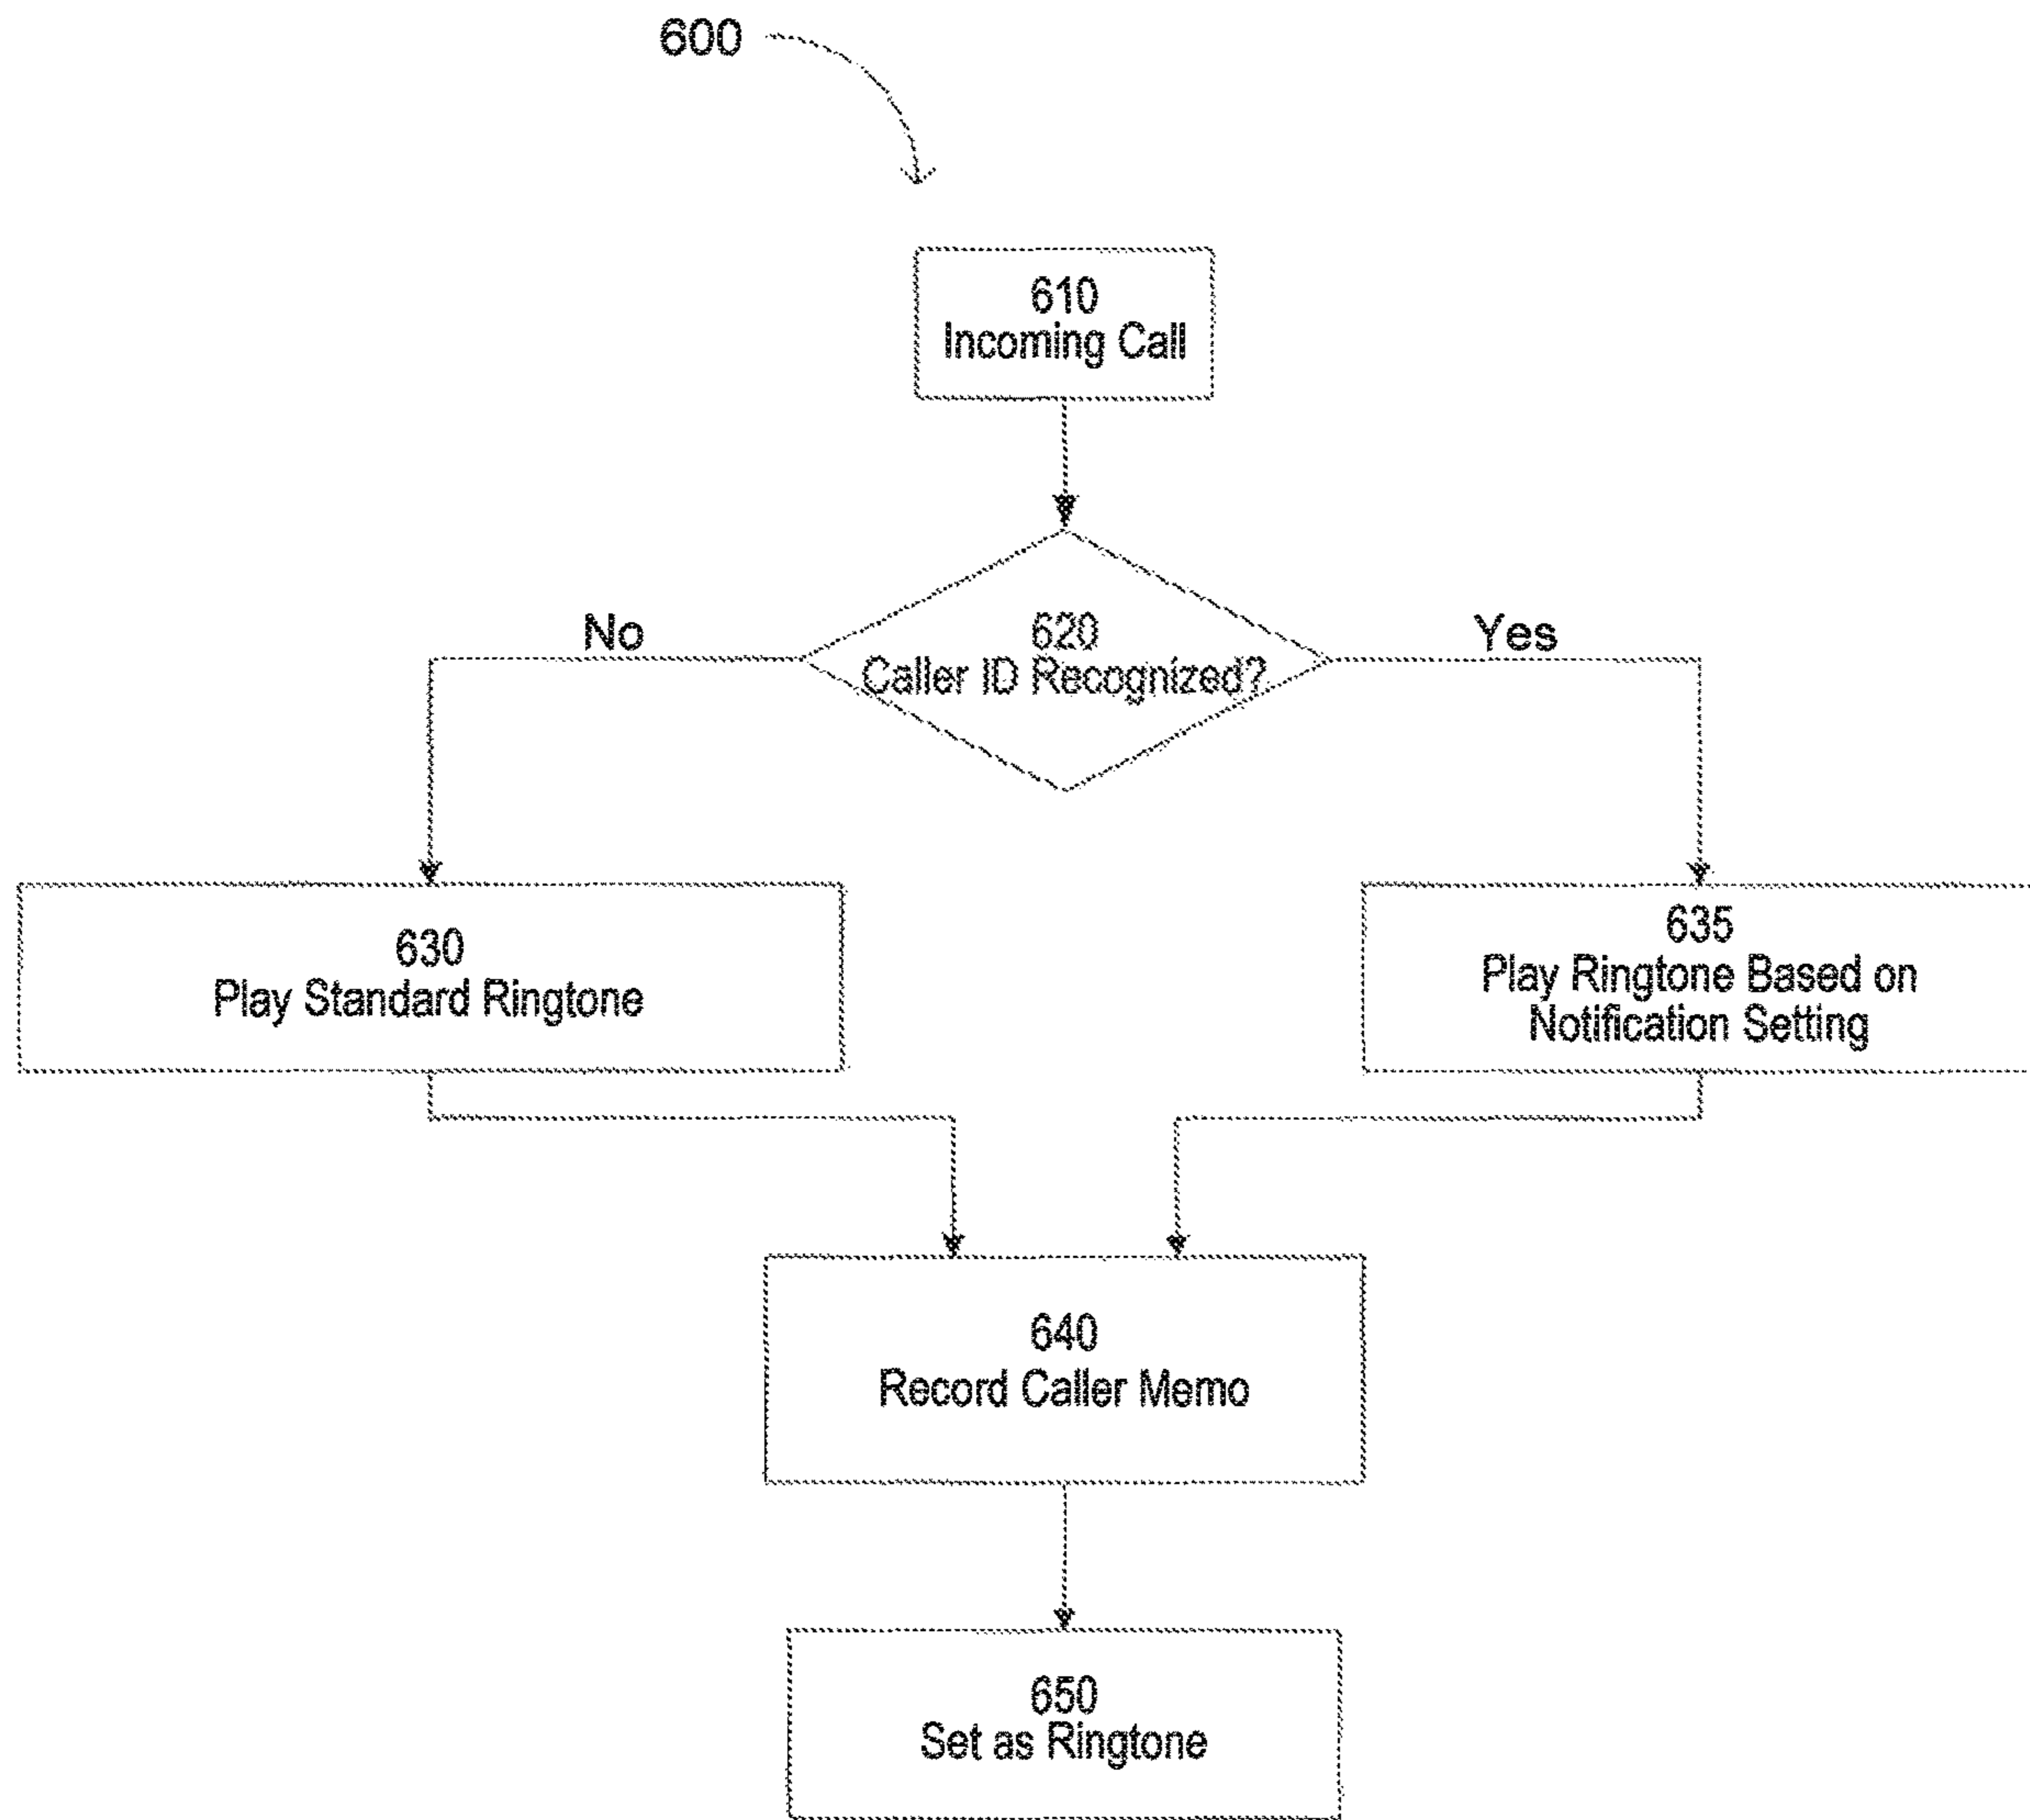 600
610
Incoming Call
620
Caller ID Recognized?
No
Yes
630
Play Standard Ringtone
635
Play Ringtone Based on
Notification Setting
640
Record Caller Memo
650
Set as Ringtone